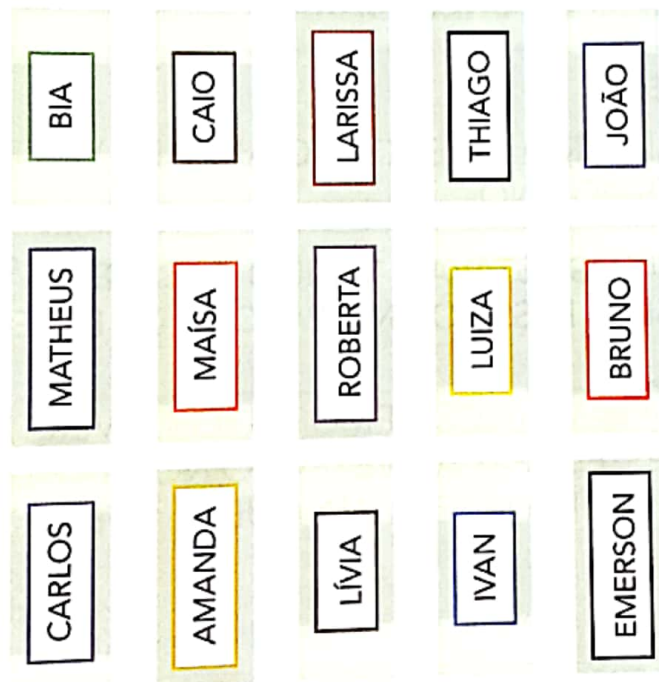 CARLOS
MATHEUS
BIA
AMANDA
MAÍSA
CAIO
LÍVIA
ROBERTA
LARISSA
IVAN
LUIZA
THIAGO
EMERSON
BRUNO
JOÃO